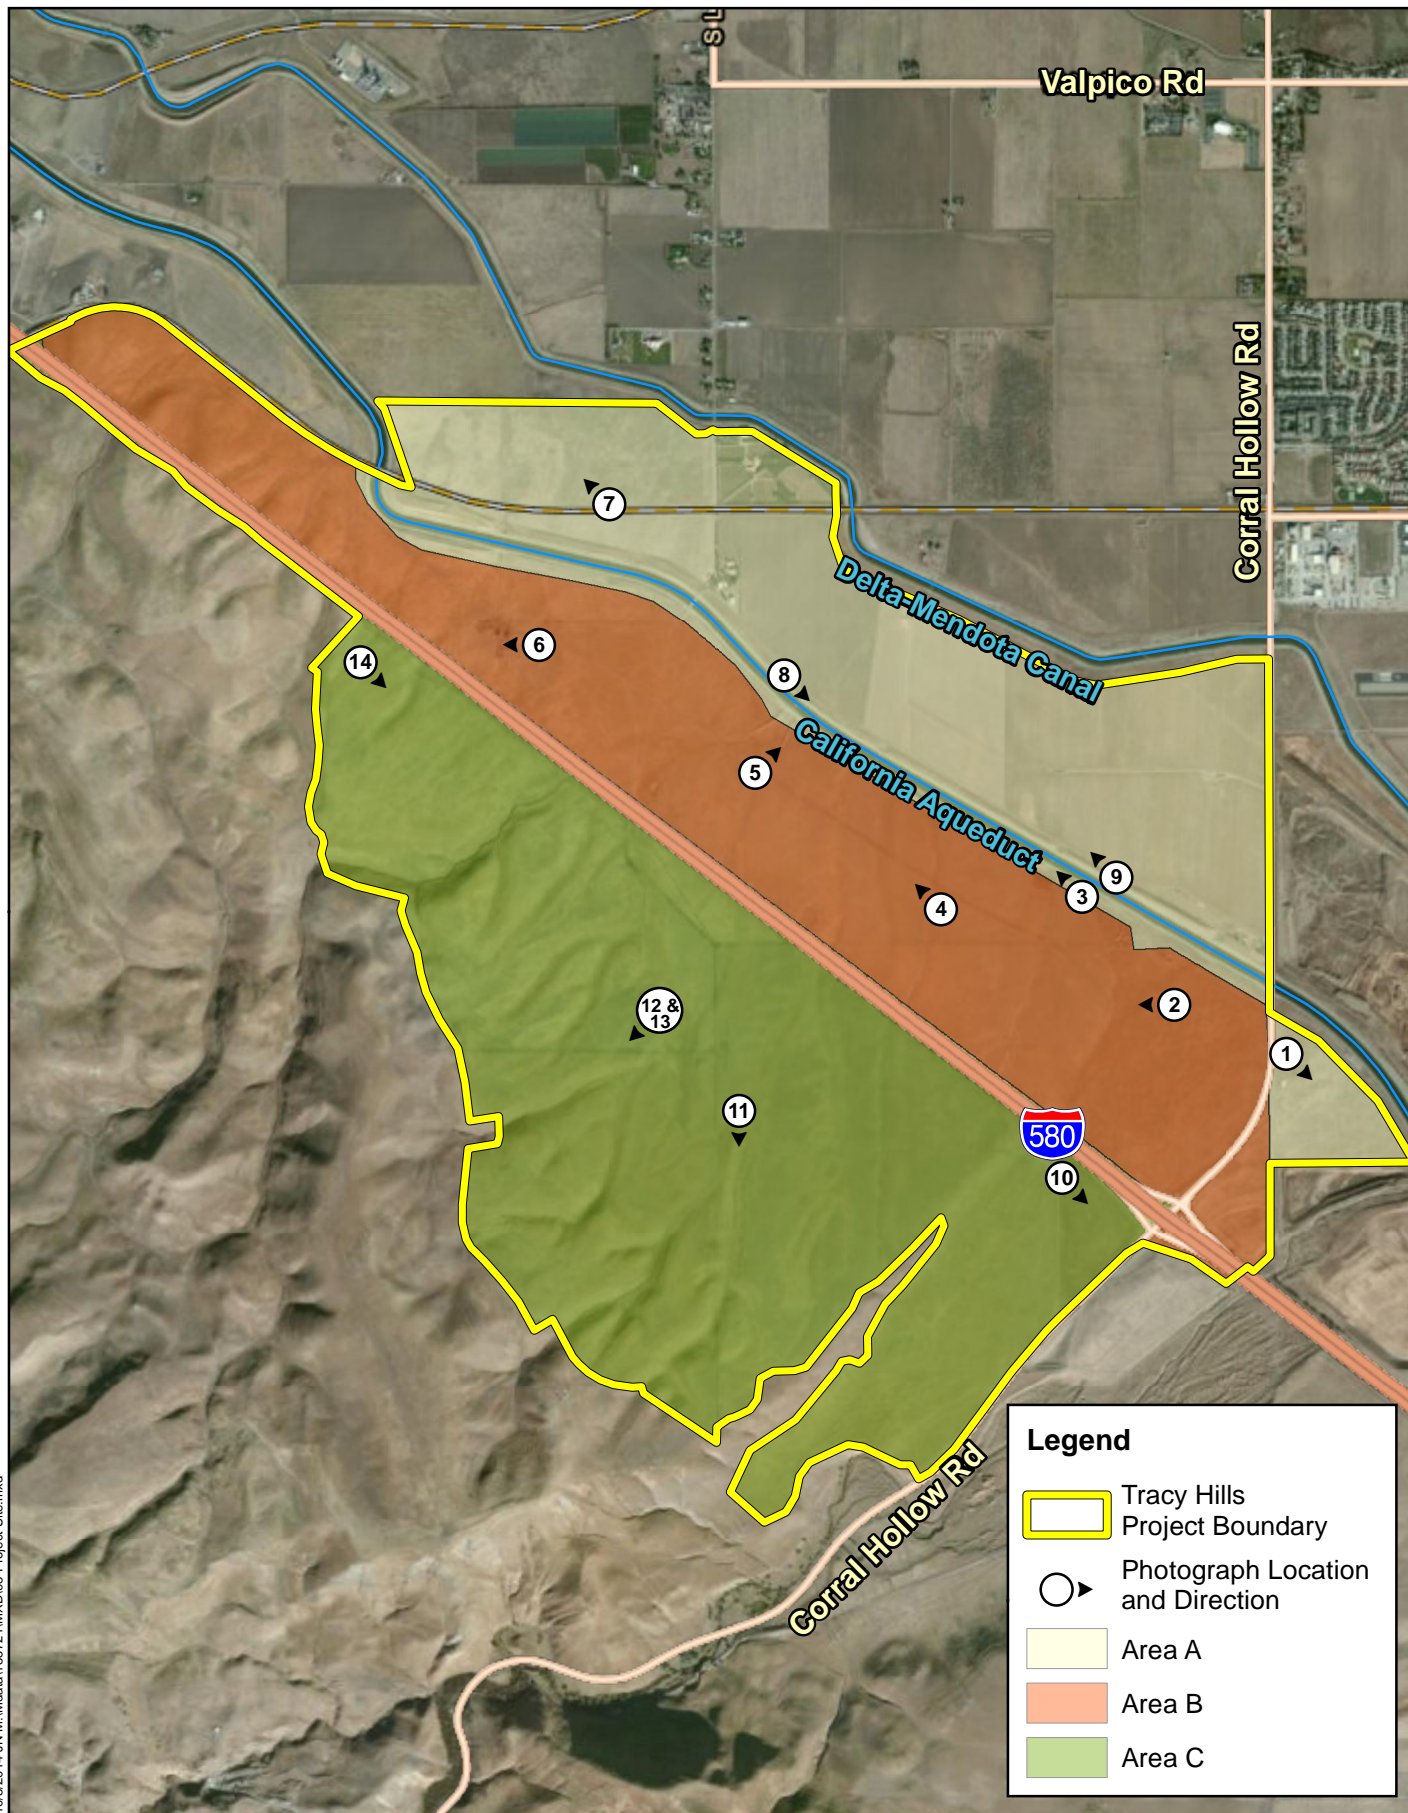 S L
Valpico Rd
Corral Hollow Rd
7
Delta-Mendota Canal
6
14
8
California Aqueduct
5
9
3
4
2
12 &
13
1
11
580
10
Corral Hollow Rd
Legend
Tracy Hills
Project Boundary
Photograph Location
and Direction
Area A
Area B
Area C